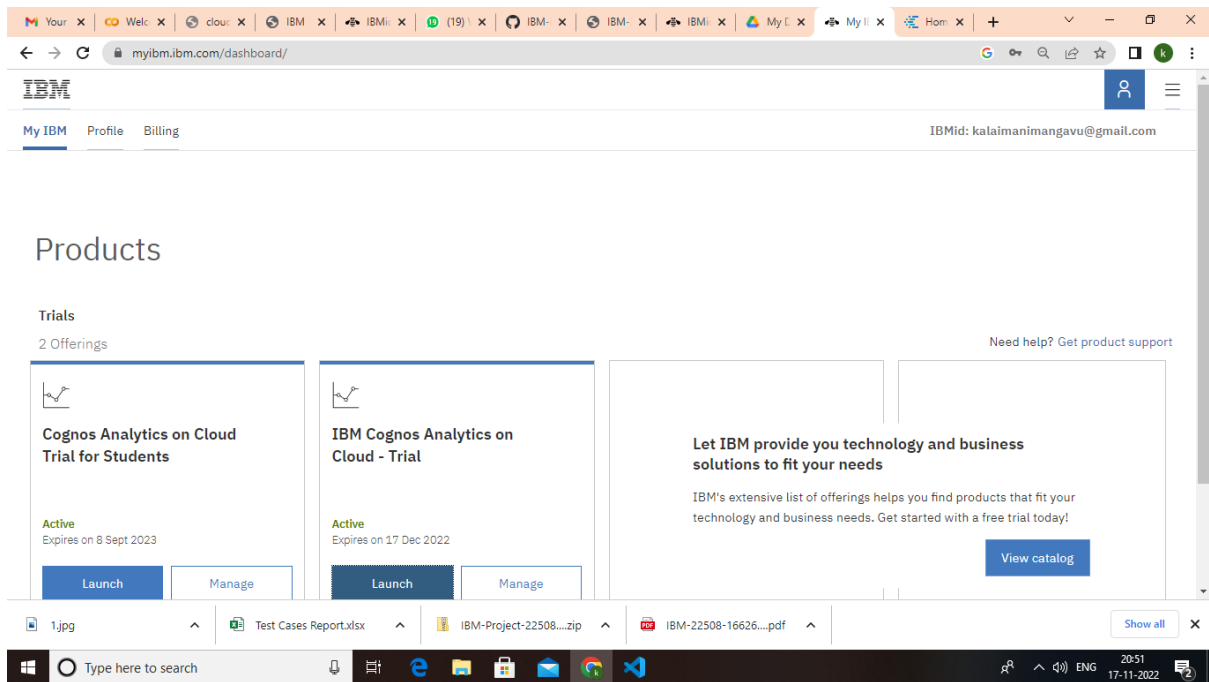 Your
Welc
clouc
IBM
IBMic
(19) \
IBM-
IBM-
IBMi
My D
My I
Hom
myibm.ibm.com/dashboard/
G
k
IBM
My IBM Profile Billing
IBMid: kalaimanimangavu@gmail.com
Products
Trials
2 Offerings
Need help? Get product support
Cognos Analytics on Cloud
Trial for Students
Active
Expires on 8 Sept 2023
Launch
Manage
IBM Cognos Analytics on
Cloud - Trial
Active
Expires on 17 Dec 2022
Launch
Manage
Let IBM provide you technology and business
solutions to fit your needs
IBM's extensive list of offerings helps you find products that fit your
technology and business needs. Get started with a free trial today!
View catalog
1.jpg
Test Cases Report.xlsx
IBM-Project-22508....zip
PDF
IBM-22508-16626....pdf
Show all
Type here to search
ENG
20:51
17-11-2022
2